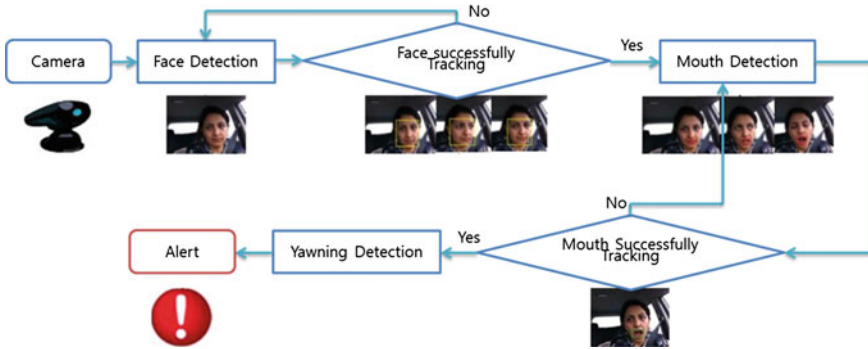 No
Camera
Face Detection
Face successfully
Tracking
Yes
Mouth Detection
No
Alert
Yawning Detection
Yes
Mouth Successfully
Tracking